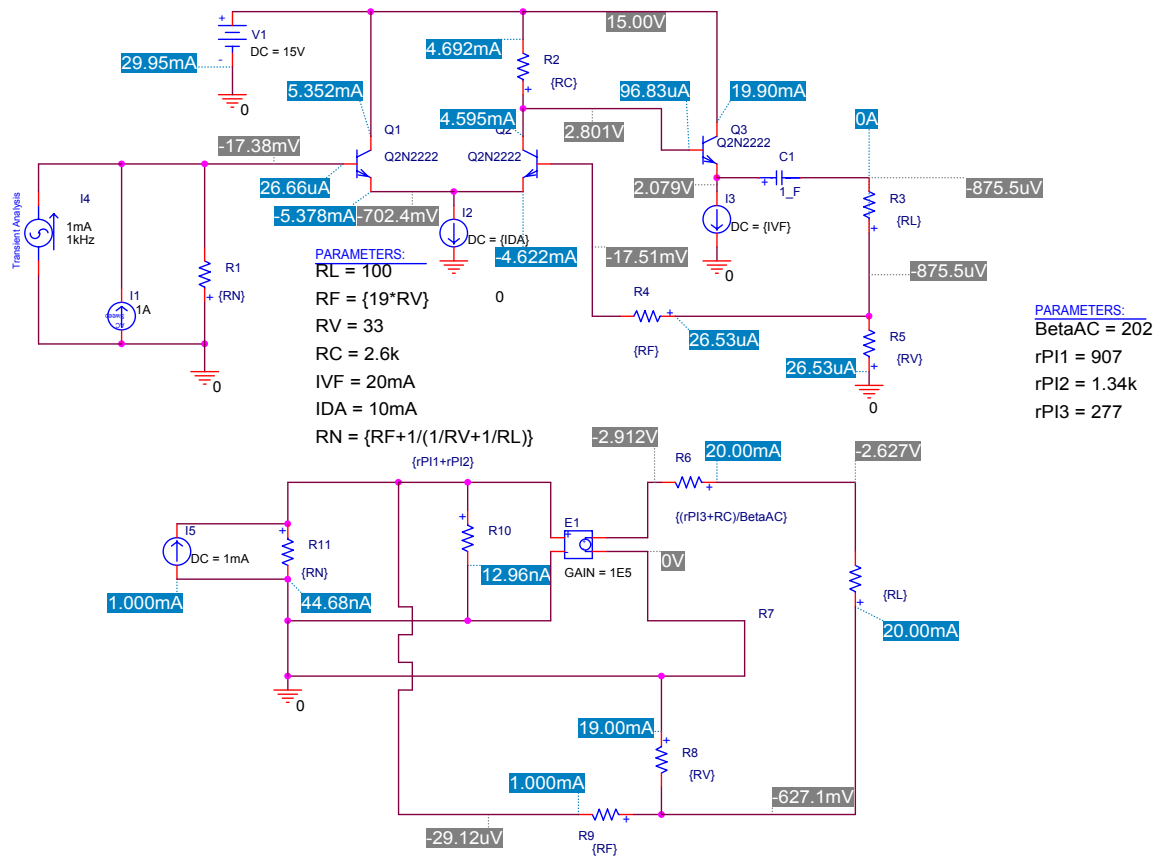 +
V1
DC = 15V
-
29.95mA
0
15.00V
4.692mA
R2
{RC}
+
5.352mA
4.595mA
96.83uA
19.90mA
0A
Q1
Q2N2222
Q2
Q2N2222
2.801V
Q3
Q2N2222
-17.38mV
26.66uA
C1
+
1_F
2.079V
-875.5uV
R3
{RL}
+
-5.378mA
-702.4mV
I2
DC = {IDA}
-4.622mA
0
I3
DC = {IVF}
0
-17.51mV
-875.5uV
Transient Analysis
I4
1mA
1kHz
I1
1A
AC
Sweep
R1
+
{RN}
0
PARAMETERS:
RL = 100
RF = {19*RV}
RV = 33
RC = 2.6k
IVF = 20mA
IDA = 10mA
RN = {RF+1/(1/RV+1/RL)}
R4
+
{RF}
26.53uA
R5
{RV}
+
26.53uA
0
PARAMETERS:
BetaAC = 202
rPI1 = 907
rPI2 = 1.34k
rPI3 = 277
{rPI1+rPI2}
-2.912V
R6
20.00mA
+
-2.627V
{(rPI3+RC)/BetaAC}
I5
DC = 1mA
1.000mA
+
R11
{RN}
44.68nA
+
R10
12.96nA
E1
+
-
GAIN = 1E5
0V
R7
{RL}
+
20.00mA
0
19.00mA
+
R8
{RV}
1.000mA
-627.1mV
-29.12uV
R9
+
{RF}